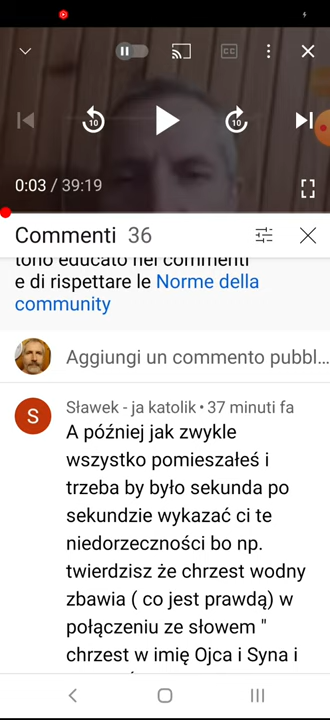 CC
10
10
0:03 / 39:19
Commenti 36
tono educato nei commenti
e di rispettare le Norme della
community
Aggiungi un commento pubbl...
S
Sławek - ja katolik • 37 minuti fa
A później jak zwykle
wszystko pomieszałeś i
trzeba by było sekunda po
sekundzie wykazać ci te
niedorzeczności bo np.
twierdzisz że chrzest wodny
zbawia ( co jest prawdą) w
połączeniu ze słowem "
chrzest w imię Ojca i Syna i